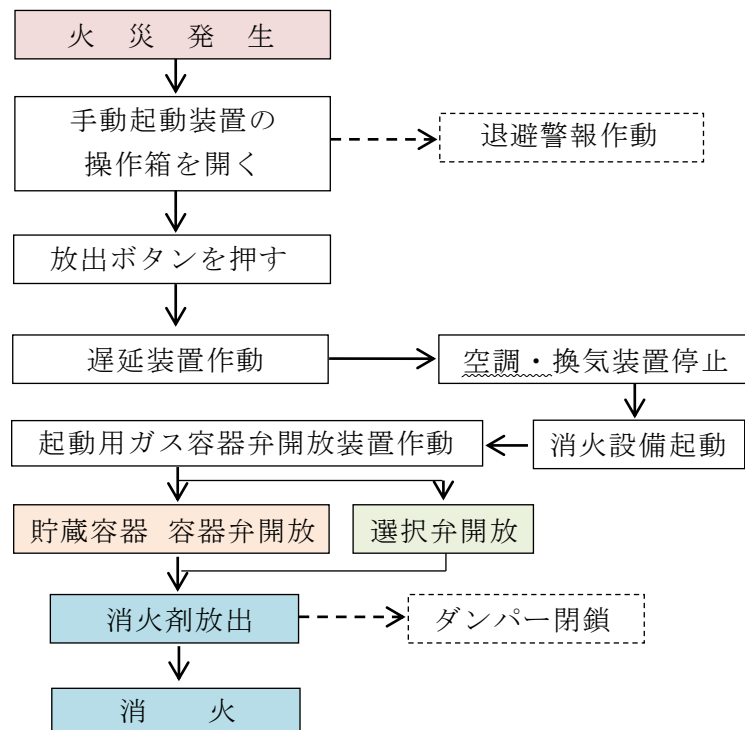 火 災 発 生
手動起動装置の
操作箱を開く
退避警報作動
放出ボタンを押す
遅延装置作動
空調・換気装置停止
起動用ガス容器弁開放装置作動
消火設備起動
貯蔵容器 容器弁開放
選択弁開放
消火剤放出
ダンパー閉鎖
消 火